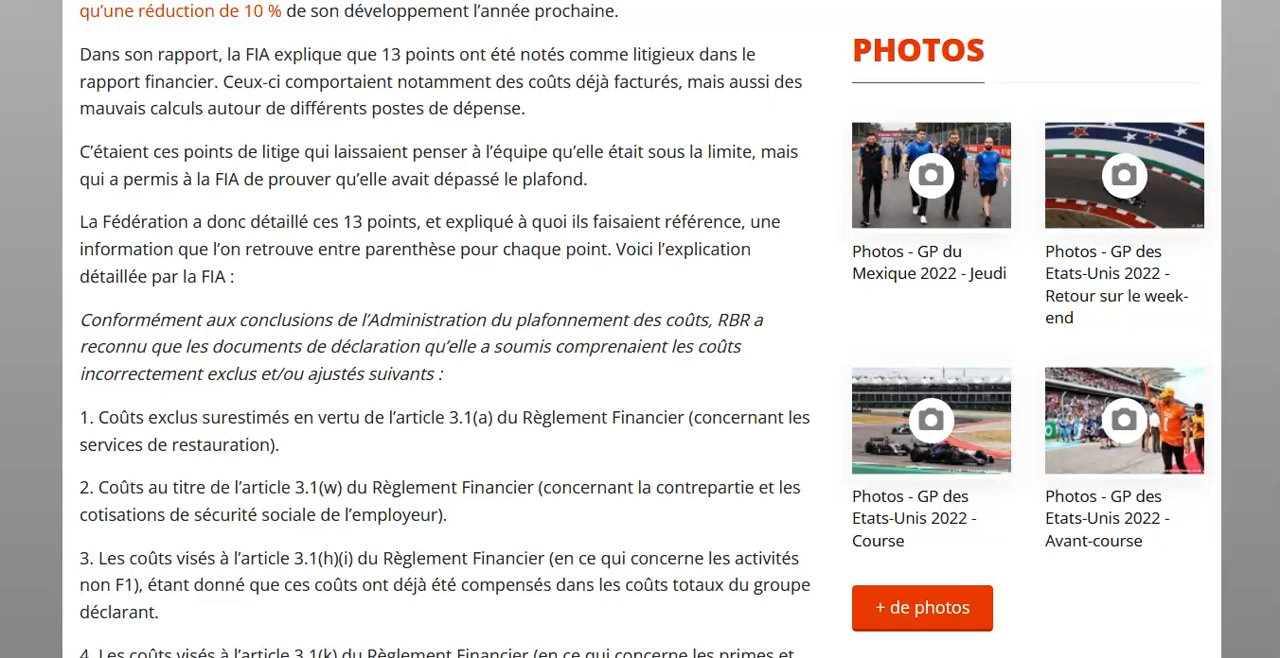 qu’une réduction de 10 % de son développement l’année prochaine.
Dans son rapport, la FIA explique que 13 points ont été notés comme litigieux dans le
rapport financier. Ceux-ci comportaient notamment des coûts déjà facturés, mais aussi des
mauvais calculs autour de différents postes de dépense.
C’étaient ces points de litige qui laissaient penser à l’équipe qu’elle était sous la limite, mais
qui a permis à la FIA de prouver qu’elle avait dépassé le plafond.
La Fédération a donc détaillé ces 13 points, et expliqué à quoi ils faisaient référence, une
information que l’on retrouve entre parenthèse pour chaque point. Voici l’explication
détaillée par la FIA :
Conformément aux conclusions de l’Administration du plafonnement des coûts, RBR a
reconnu que les documents de déclaration qu’elle a soumis comprenaient les coûts
incorrectement exclus et/ou ajustés suivants :
1. Coûts exclus surestimés en vertu de l’article 3.1(a) du Règlement Financier (concernant les
services de restauration).
2. Coûts au titre de l’article 3.1(w) du Règlement Financier (concernant la contrepartie et les
cotisations de sécurité sociale de l’employeur).
3. Les coûts visés à l’article 3.1(h)(i) du Règlement Financier (en ce qui concerne les activités
non F1), étant donné que ces coûts ont déjà été compensés dans les coûts totaux du groupe
déclarant.
4. Les coûts visés à l’article 3.1(k) du Règlement Financier (en ce qui concerne les primes et
PHOTOS
Photos - GP du
Mexique 2022 - Jeudi
Photos - GP des
Etats-Unis 2022 -
Retour sur le week-
end
Photos - GP des
Etats-Unis 2022 -
Course
Photos - GP des
Etats-Unis 2022 -
Avant-course
+ de photos